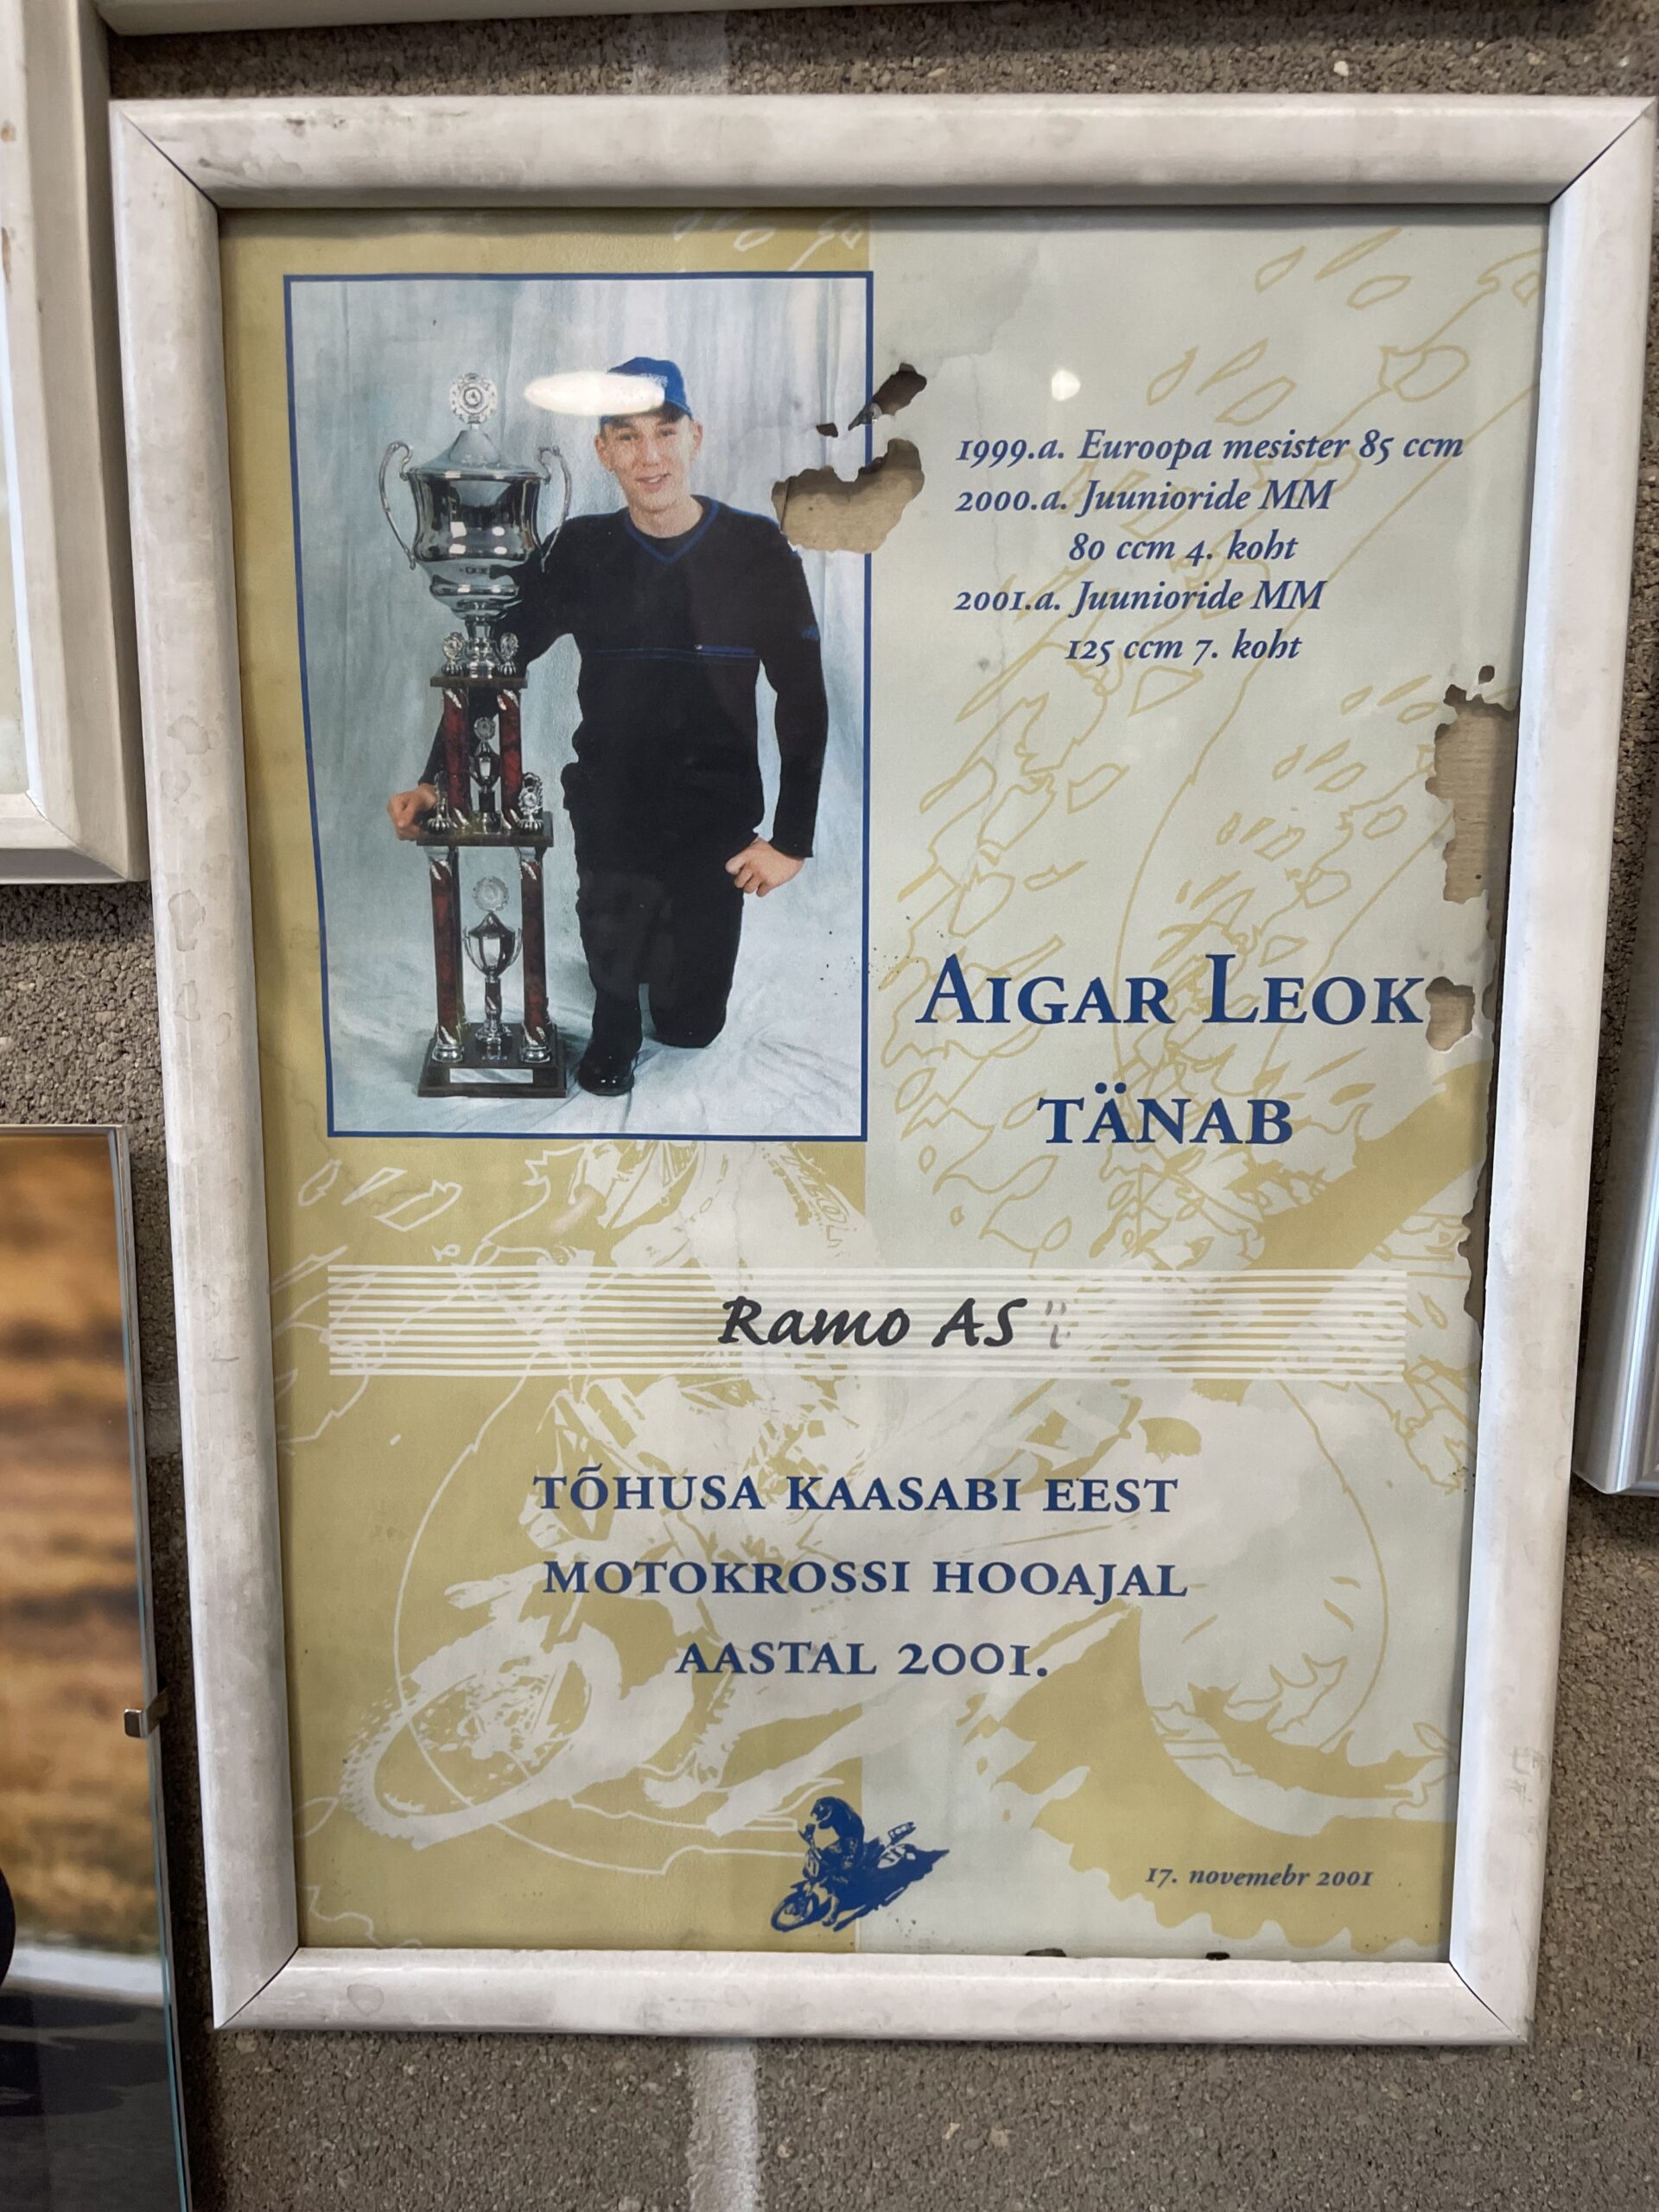 1999.a. Euroopa mesister 85 ccm
2000.a. Juunioride MM
80 ccm 4. koht
2001.a. Juunioride MM
125 ccm 7. koht
AIGAR LEOK
TÄNAB
Ramo AS
TÕHUSA KAASABI EEST
MOTOKROSSI HOOAJAL
AASTAL 2001.
17. novemebr 2001